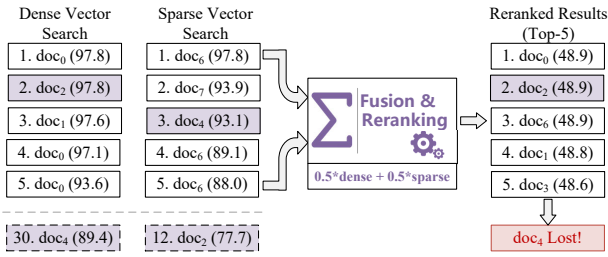 Dense Vector
Search
1. doc₀ (97.8)
2. doc₂ (97.8)
3. doc₁ (97.6)
4. doc₀ (97.1)
5. doc₀ (93.6)
30. doc₄ (89.4)
Sparse Vector
Search
1. doc₆ (97.8)
2. doc₇ (93.9)
3. doc₄ (93.1)
4. doc₆ (89.1)
5. doc₆ (88.0)
12. doc₂ (77.7)
Σ Fusion &
Reranking
0.5*dense + 0.5*sparse
Reranked Results
(Top-5)
1. doc₀ (48.9)
2. doc₂ (48.9)
3. doc₆ (48.9)
4. doc₁ (48.8)
5. doc₃ (48.6)
doc₄ Lost!